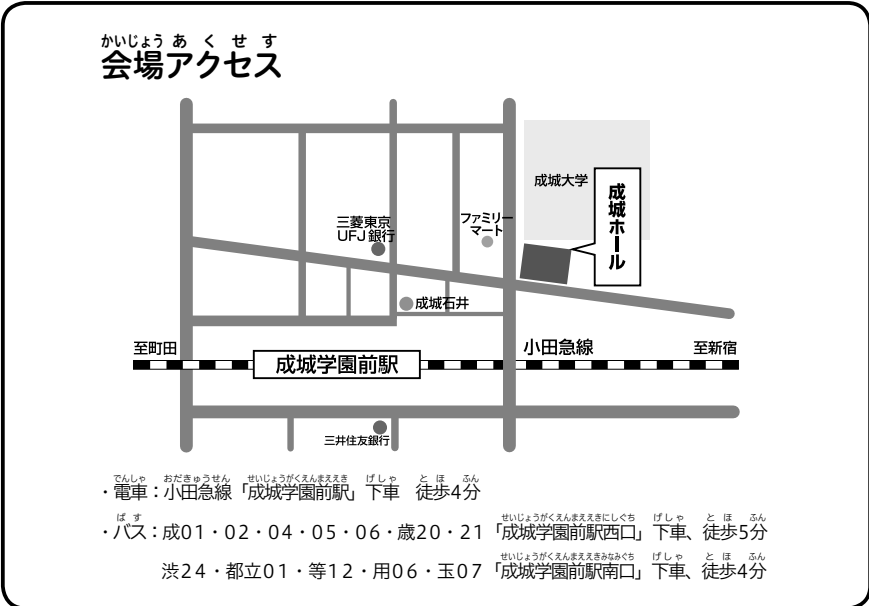 かいじょう あくせす
会場アクセス
成城大学
成城ホール
三菱東京
UFJ銀行
ファミリー
マート
成城石井
至町田
成城学園前駅
小田急線
至新宿
三井住友銀行
でんしゃ おだきゅうせん せいじょうがくえんまええき げしゃ とほ ふん
・電車：小田急線「成城学園前駅」下車 徒歩4分
ばす せいじょうがくえんまええきにしぐち げしゃ とほ ふん
・バス：成01・02・04・05・06・歳20・21「成城学園前駅西口」下車、徒歩5分
せいじょうがくえんまええきみなみぐち げしゃ とほ ふん
渋24・都立01・等12・用06・玉07「成城学園前駅南口」下車、徒歩4分